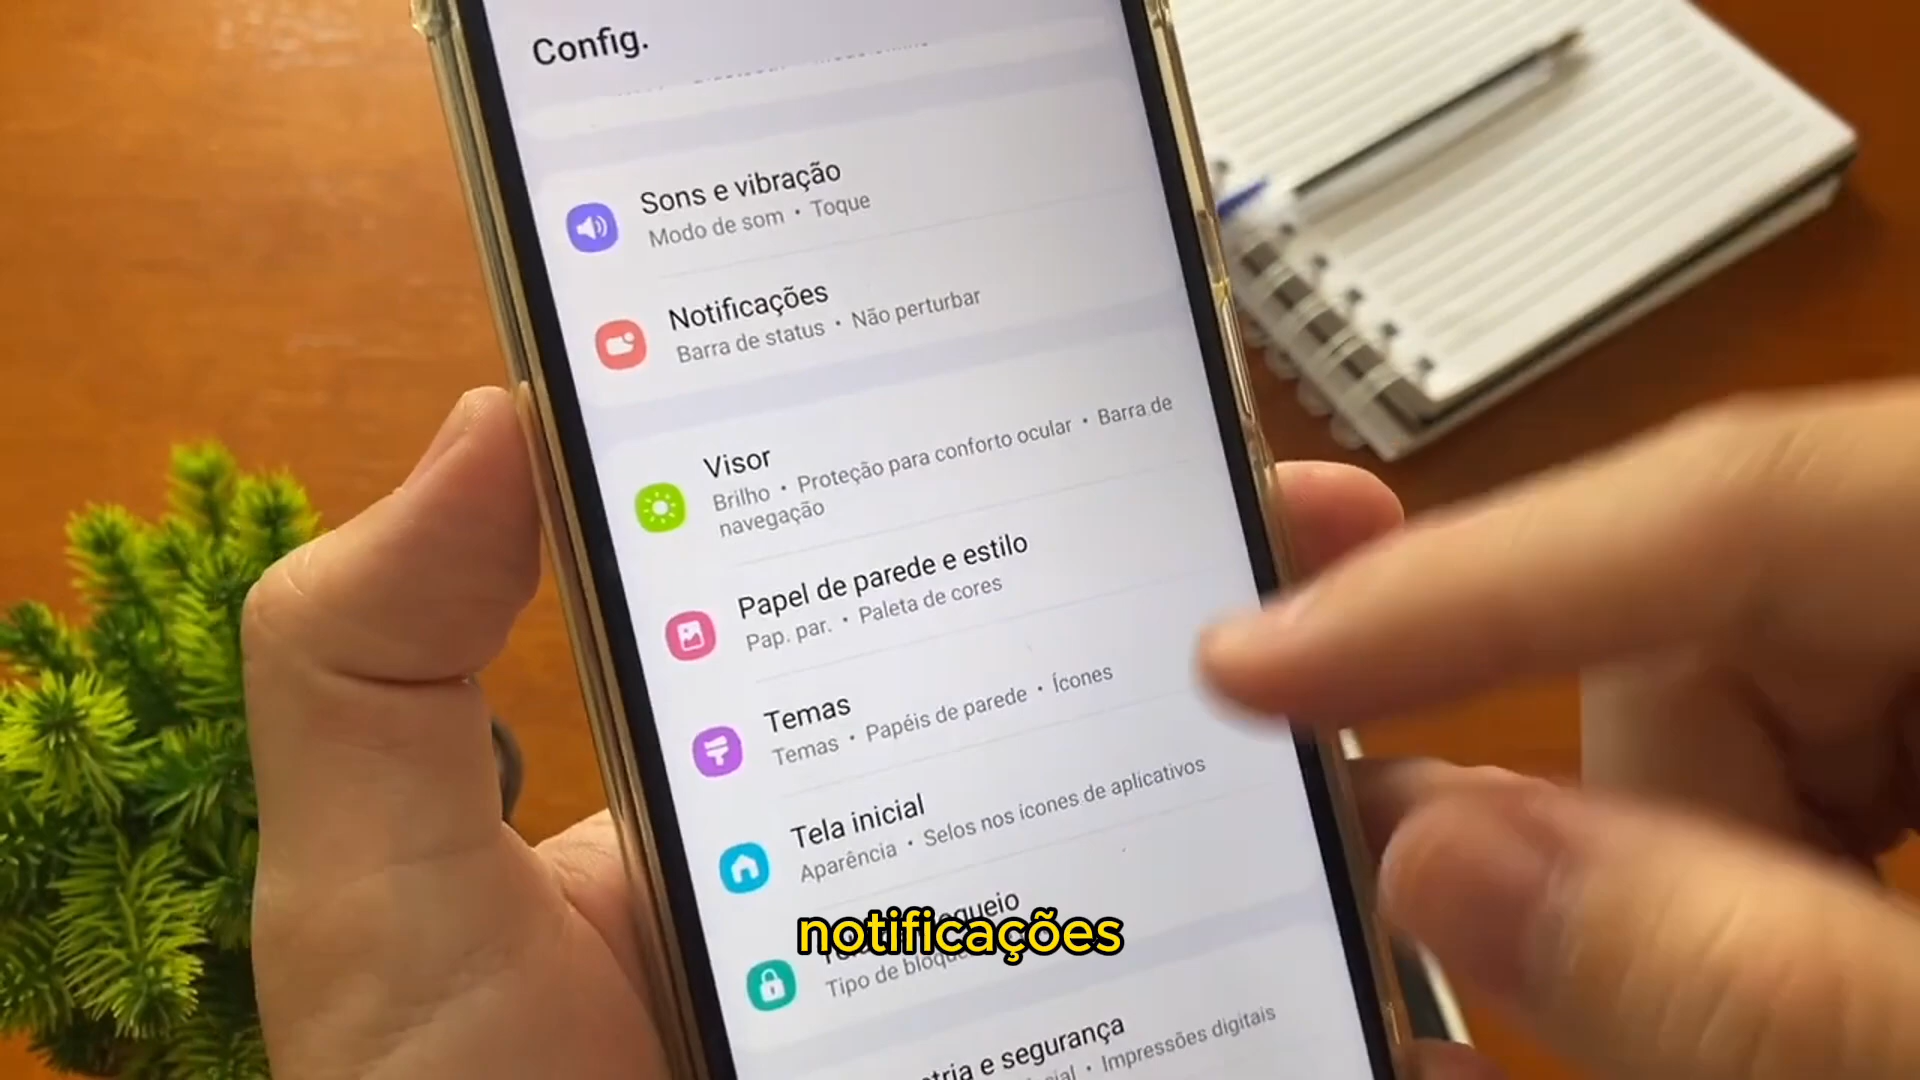 Config.
Sons e vibração
Modo de som • Toque
Notificações
Barra de status • Não perturbar
Visor
Brilho • Proteção para conforto ocular • Barra de
navegação
Papel de parede e estilo
Pap. par. • Paleta de cores
Temas
Temas • Papéis de parede • Ícones
Tela inicial
Aparência • Selos nos ícones de aplicativos
notificações
Tipo de
e segurança
• Impressões digitais